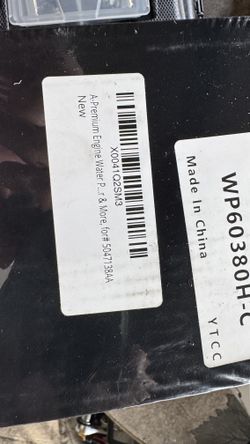 X0041Q2SM3
A-Premium Engine Water P...r & More, for# 5047138AA
New
WP60380H-C
Made In China
YTCC